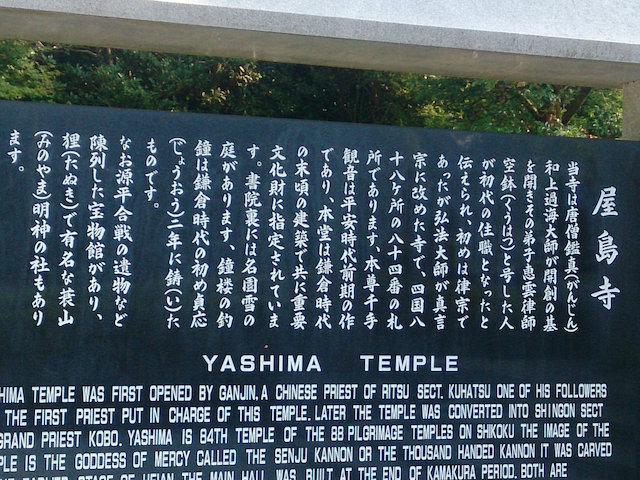 屋島寺
当寺は唐僧鑑真(がんじん)
和上過海大師が開創の基
を開きその弟子恵雲律師
空鉢(くうはつ)と号した人
が初代の住職となったと
伝えられ、初めは律宗で
あったが弘法大師が真言
宗に改めた寺で、四国八
十八ヶ所の八十四番の札
所であります、本尊千手
観音は平安時代前期の作
であり、本堂は鎌倉時代
の末頃の建築で共に重要
文化財に指定されていま
す。書院裏には名園雪の
庭があります、鐘楼の釣
鐘は鎌倉時代の初め貞応
(じょうおう)二年に鋳(い)た
ものです。
なお源平合戦の遺物など
陳列した宝物館があり、
狸(たぬき)で有名な蓑山
(みのやま)明神の社もあり
ます。
YASHIMA TEMPLE
HIMA TEMPLE WAS FIRST OPENED BY GANJIN, A CHINESE PRIEST OF RITSU SECT. KUHATSU ONE OF HIS FOLLOWERS
THE FIRST PRIEST PUT IN CHARGE OF THIS TEMPLE. LATER THE TEMPLE WAS CONVERTED INTO SHINGON SECT
GRAND PRIEST KOBO. YASHIMA IS 84TH TEMPLE OF THE 88 PILGRIMAGE TEMPLES ON SHIKOKU THE IMAGE OF THE
PLE IS THE GODDESS OF MERCY CALLED THE SENJU KANNON OR THE THOUSAND HANDED KANNON IT WAS CARVED
STAGE OF HEIAN THE MAIN HALL WAS BUILT AT THE END OF KAMAKURA PERIOD. BOTH ARE